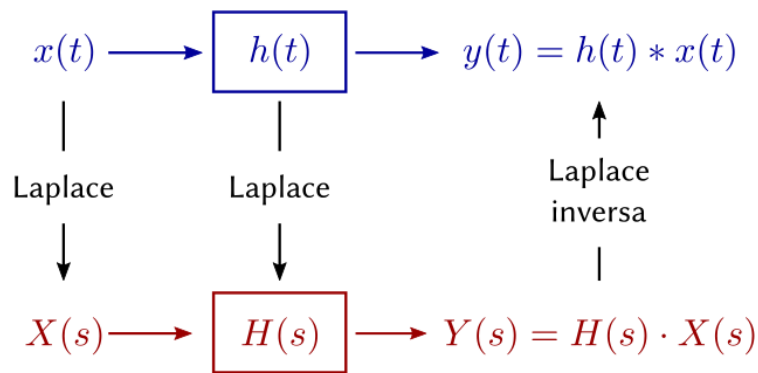 x(t) h(t) y(t) = h(t) ∗ x(t)
Laplace Laplace Laplace
inversa
X(s) H(s) Y(s) = H(s) · X(s)